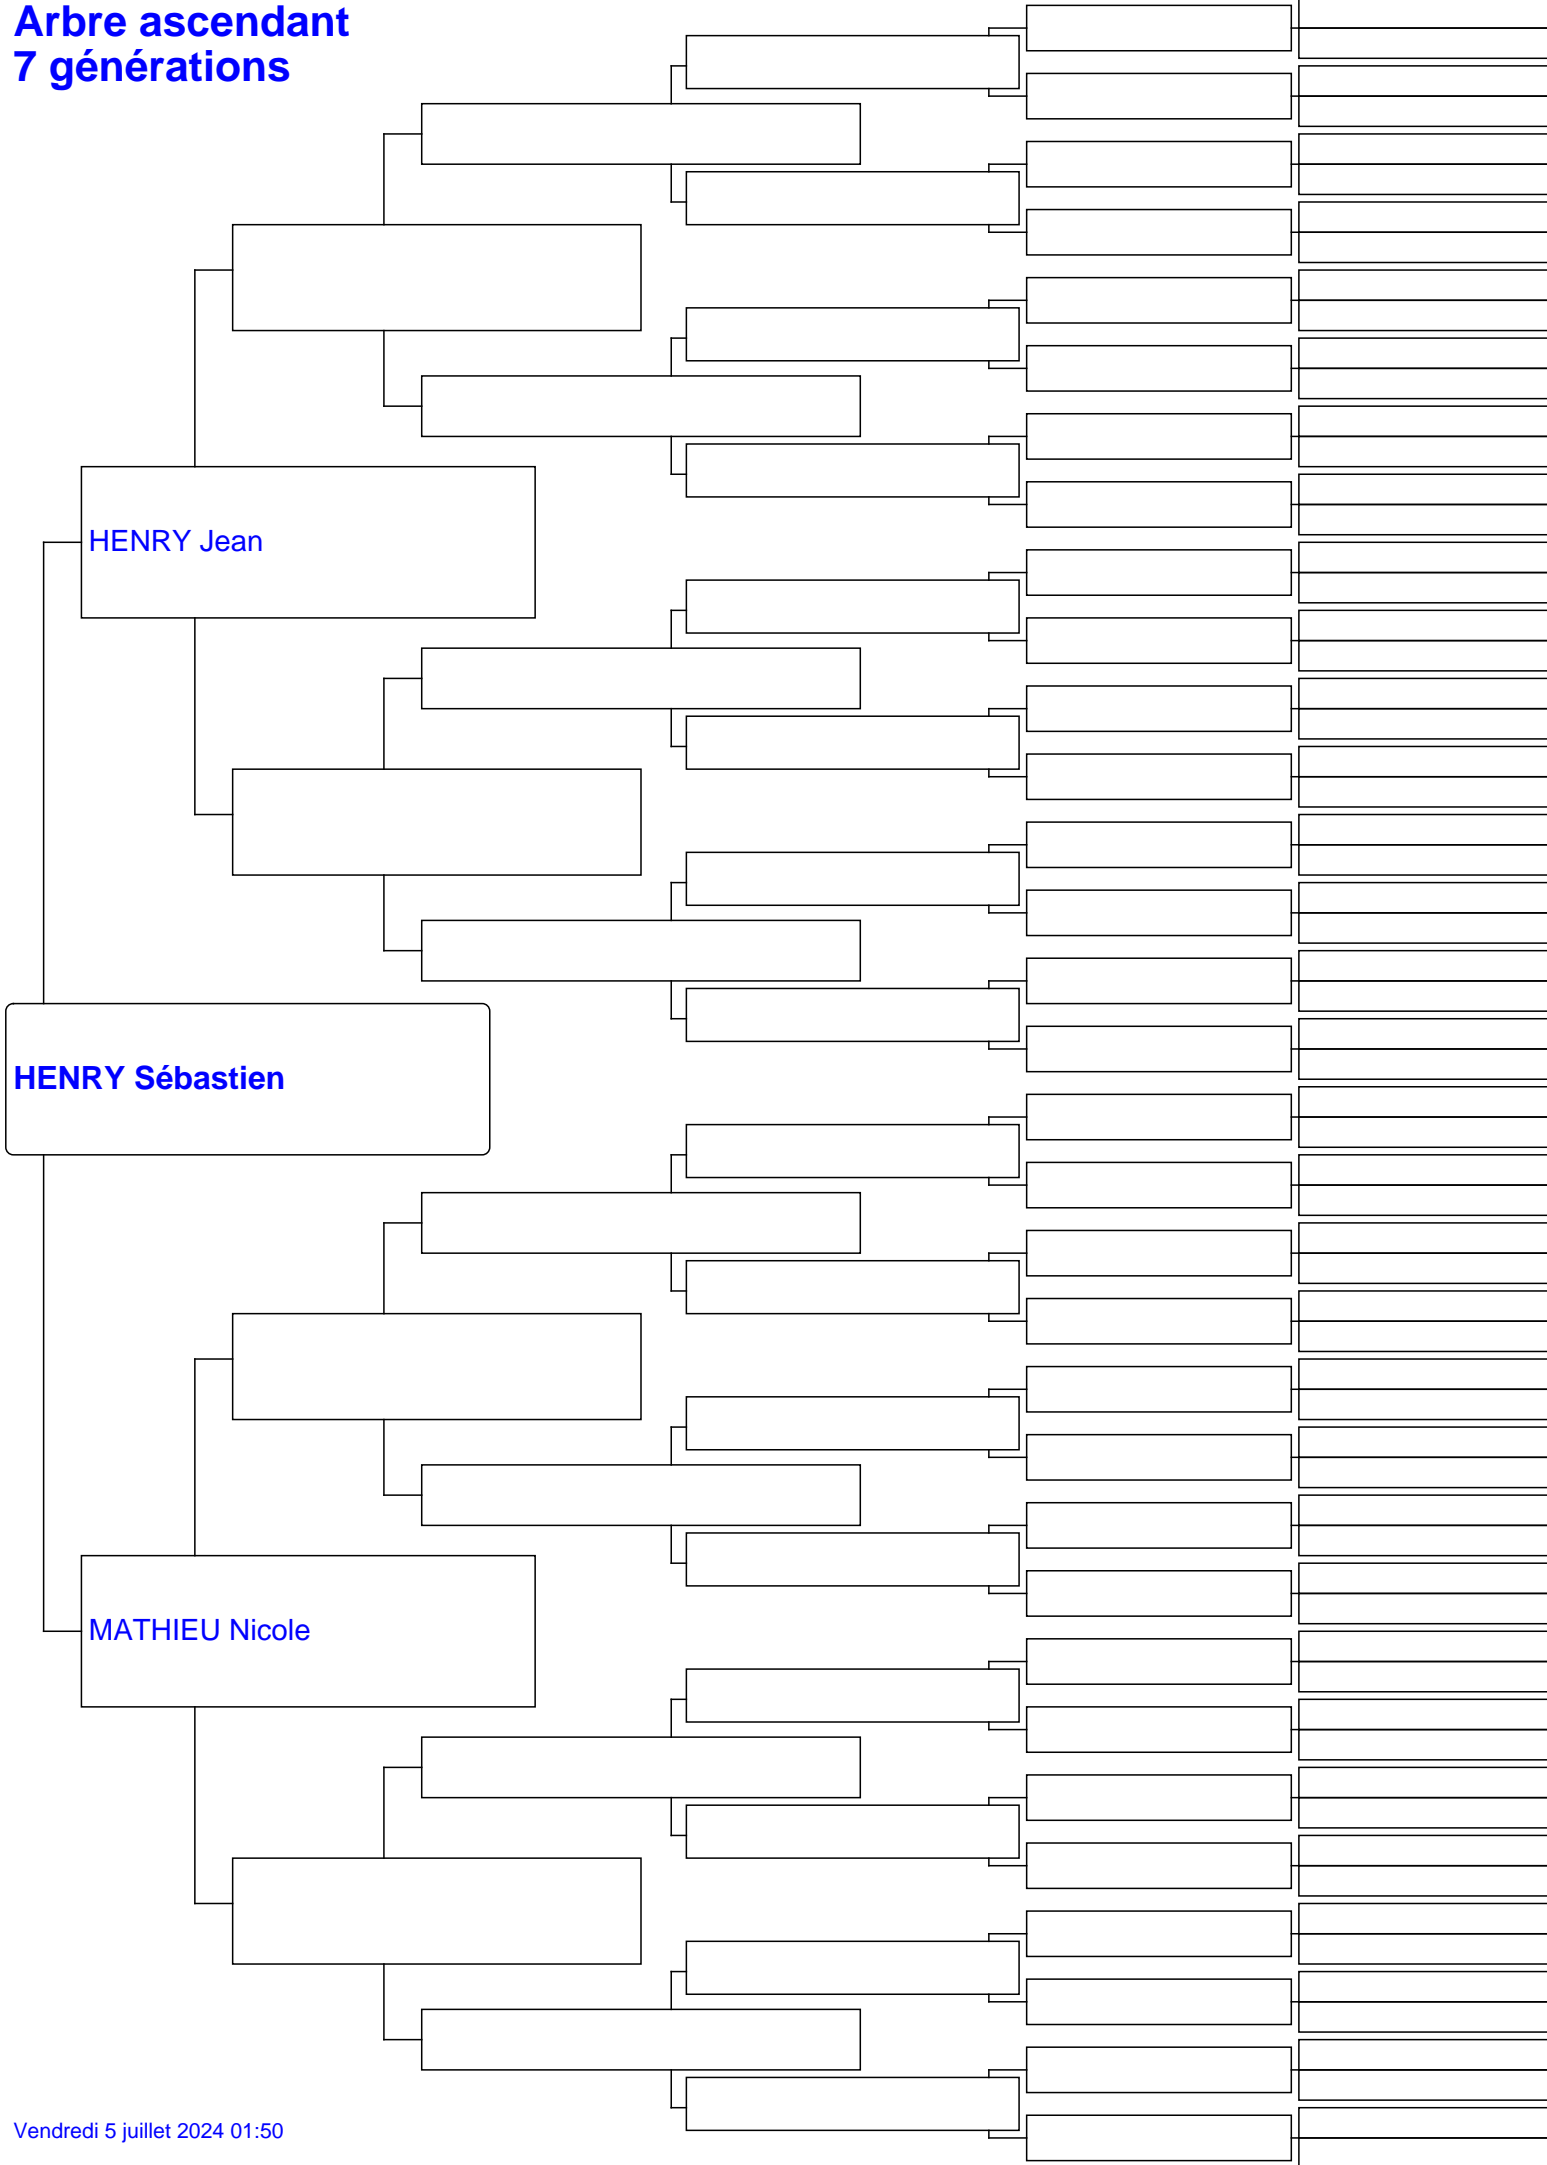 Arbre ascendant
7 générations
HENRY Jean
HENRY Sébastien
MATHIEU Nicole
Vendredi 5 juillet 2024 01:50